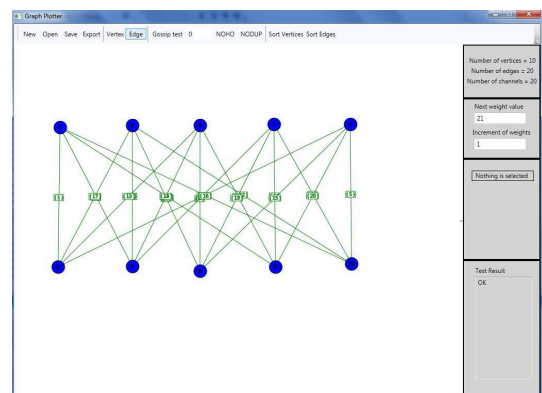 Graph Plotter
New Open Save Export Vertex Edge Gossip test 0 NOHO NODUP Sort Vertices Sort Edges
Number of vertices = 10
Number of edges = 20
Number of channels = 20
Next weight value
21
Increment of weights
1
Nothing is selected
Test Result
OK
{1} {17} {13} {18} {16} {19} {15} {20} {5}